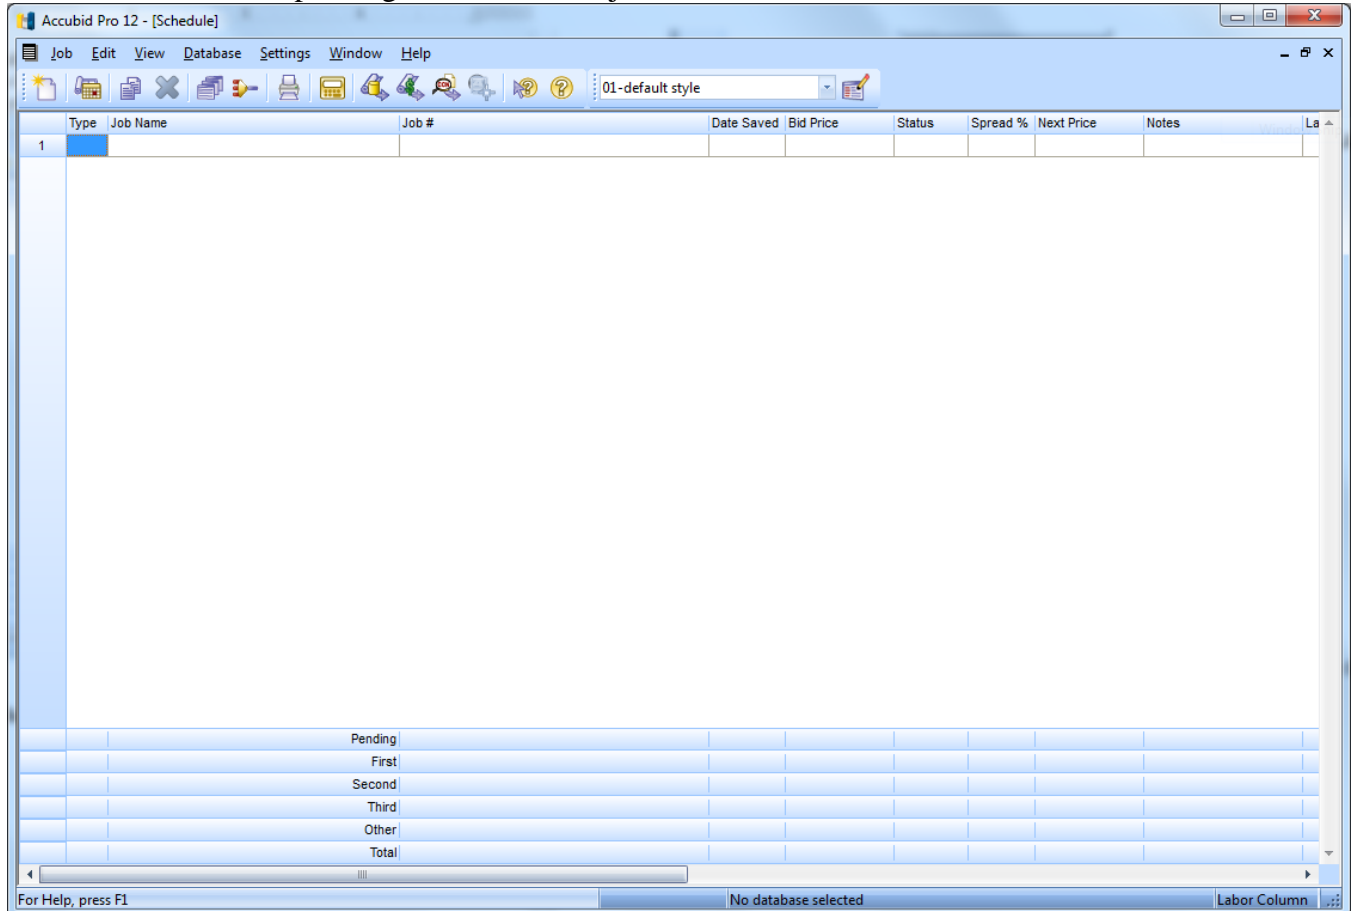 Accubid Pro 12 - [Schedule]
Job Edit View Database Settings Window Help
01-default style
Type Job Name Job # Date Saved Bid Price Status Spread % Next Price Notes La
1
Pending
First
Second
Third
Other
Total
For Help, press F1 No database selected Labor Column